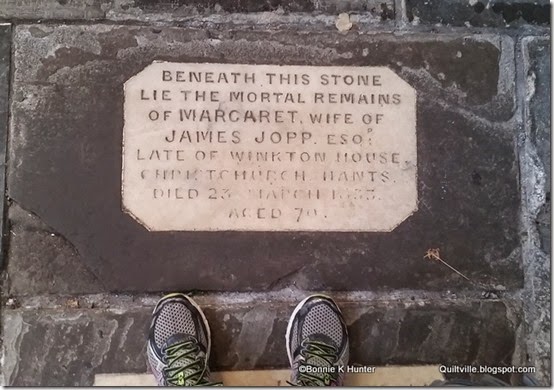 BENEATH THIS STONE
LIE THE MORTAL REMAINS
OF MARGARET, WIFE OF
JAMES JOPP, ESQR
LATE OF WINKTON HOUSE,
CHRISTCHURCH, HANTS.
DIED 23 MARCH
AGED 70.
©Bonnie K Hunter
Quiltville.blogspot.com